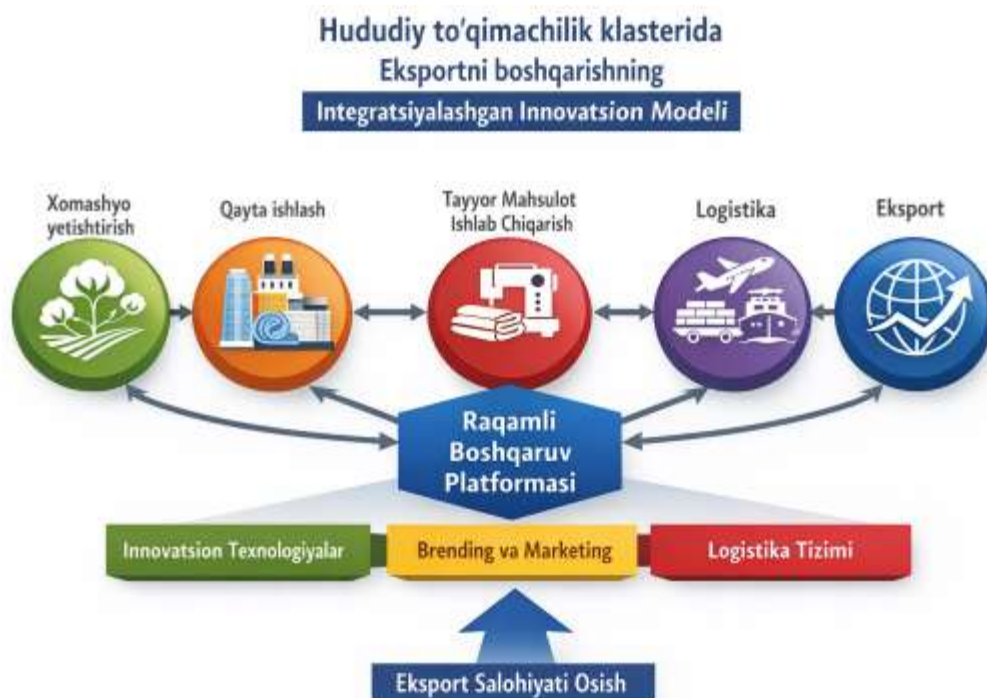 Hududiy to'qimachilik klasterida
Eksportni boshqarishning
Integratsiyalashgan Innovatsion Modeli
Xomashyo
yetishtirish
Qayta ishlash
Tayyor Mahsulot
Ishlab Chiqarish
Logistika
Eksport
Raqamli
Boshqaruv
Platformasi
Innovatsion Texnologiyalar
Brending va Marketing
Logistika Tizimi
Eksport Salohiyati Osish